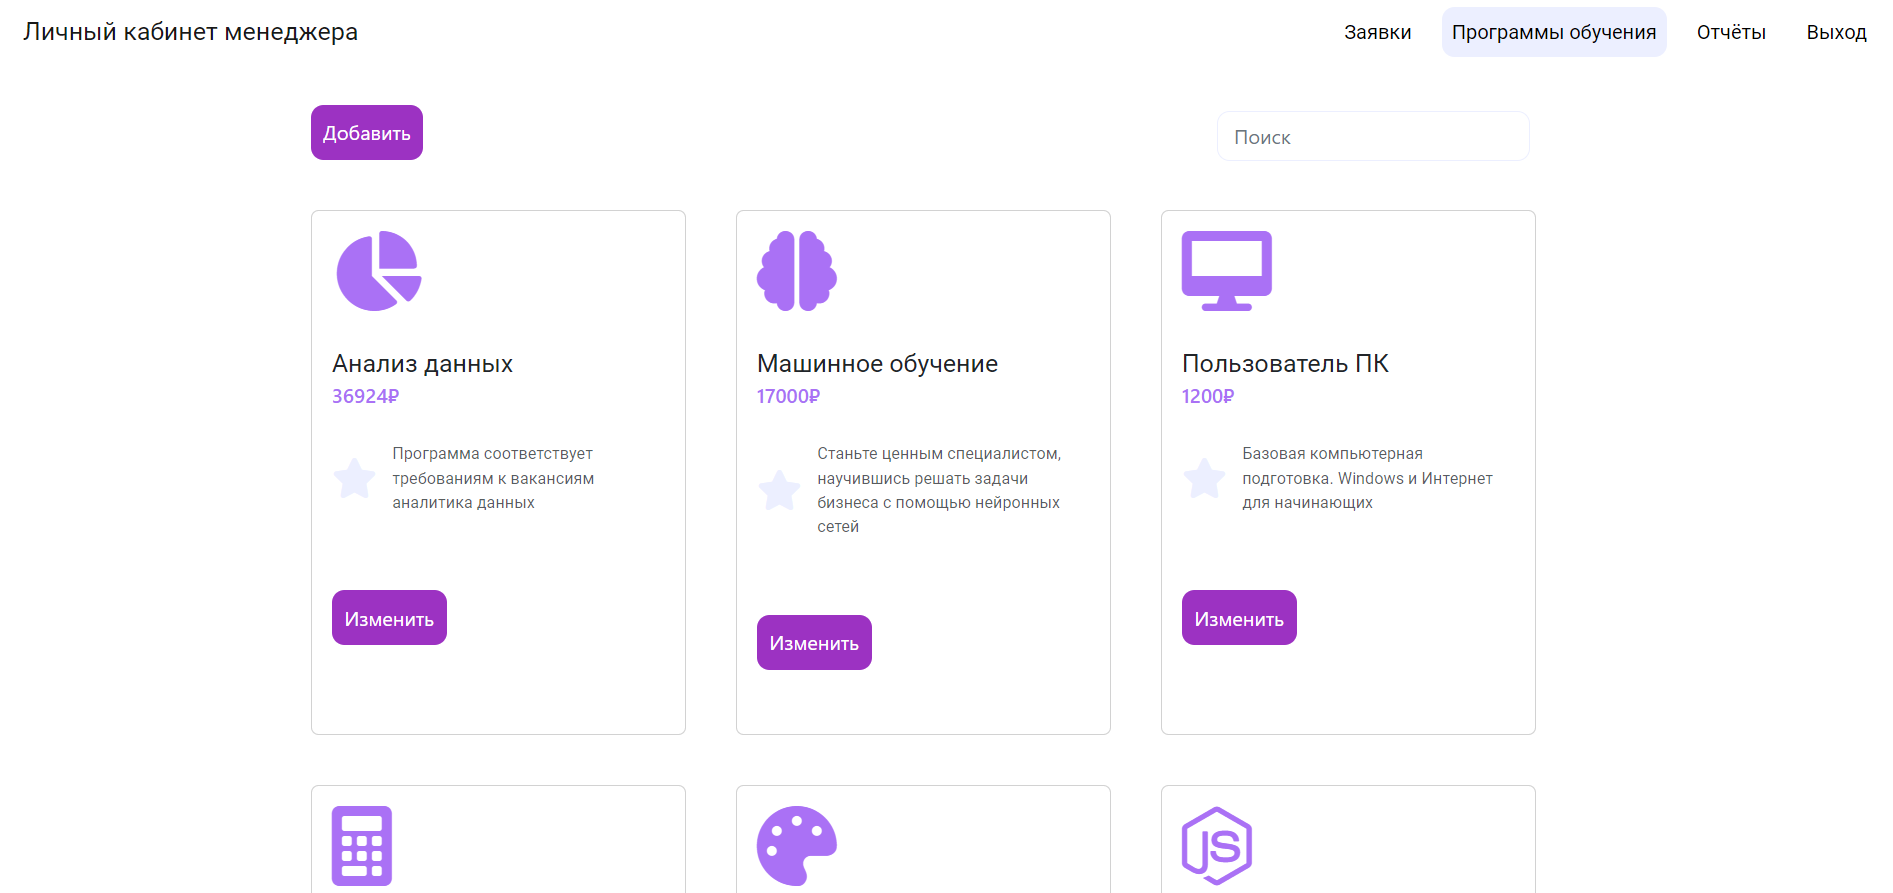 Личный кабинет менеджера
Заявки
Программы обучения
Отчёты
Выход
Добавить
Поиск
Анализ данных
36924₽
Программа соответствует
требованиям к вакансиям
аналитика данных
Изменить
Машинное обучение
17000₽
Станьте ценным специалистом,
научившись решать задачи
бизнеса с помощью нейронных
сетей
Изменить
Пользователь ПК
1200₽
Базовая компьютерная
подготовка. Windows и Интернет
для начинающих
Изменить
JS